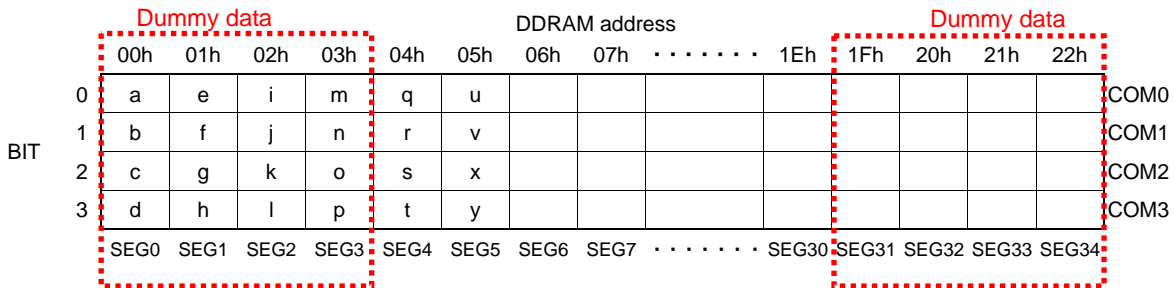 Dummy data DDRAM address Dummy data
00h 01h 02h 03h 04h 05h 06h 07h ······· 1Eh 1Fh 20h 21h 22h
0 a e i m q u COM0
1 b f j n r v COM1
BIT
2 c g k o s x COM2
3 d h l p t y COM3
SEG0 SEG1 SEG2 SEG3 SEG4 SEG5 SEG6 SEG7 ······· SEG30 SEG31 SEG32 SEG33 SEG34